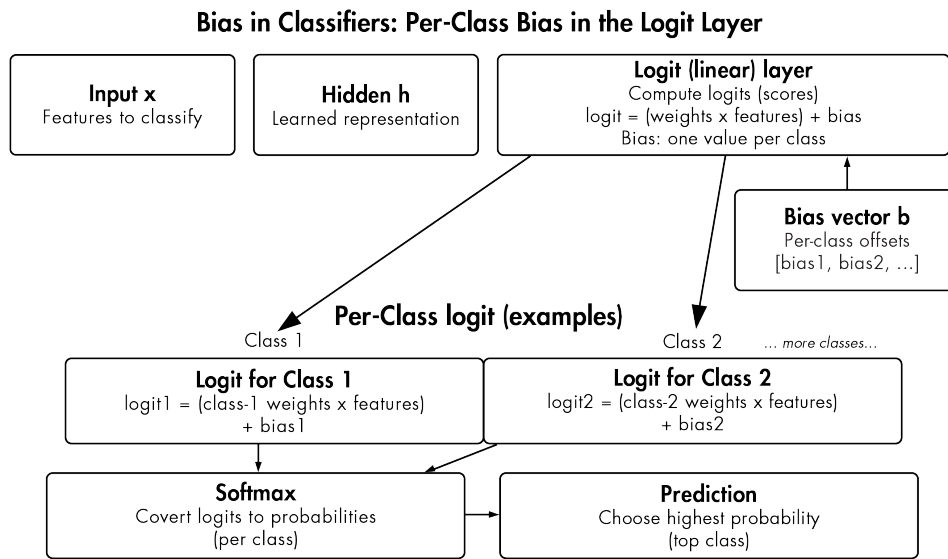 Bias in Classifiers: Per-Class Bias in the Logit Layer
Input x
Features to classify
Hidden h
Learned representation
Logit (linear) layer
Compute logits (scores)
logit = (weights x features) + bias
Bias: one value per class
Bias vector b
Per-class offsets
[bias1, bias2, ...]
Per-Class logit (examples)
Class 1
Class 2
... more classes...
Logit for Class 1
logit1 = (class-1 weights x features)
+ bias1
Logit for Class 2
logit2 = (class-2 weights x features)
+ bias2
Softmax
Covert logits to probabilities
(per class)
Prediction
Choose highest probability
(top class)